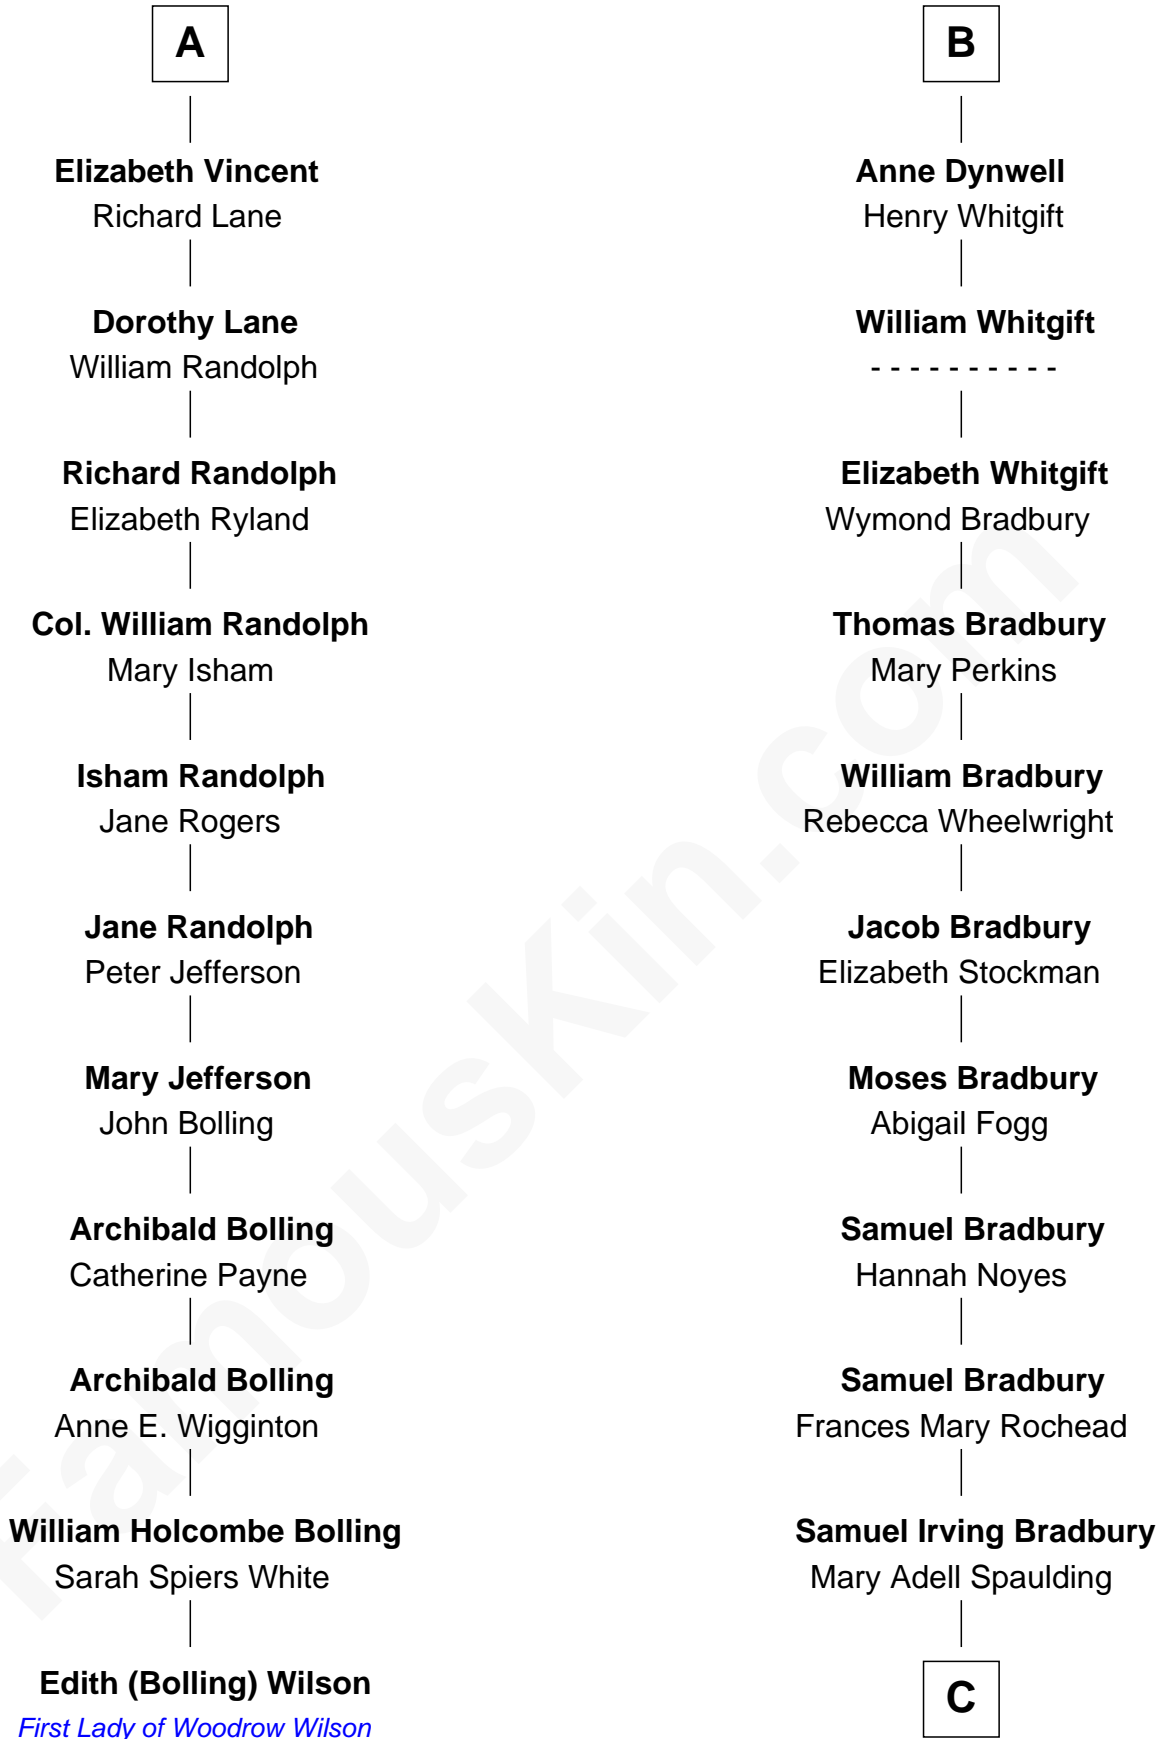 A
Elizabeth Vincent
Richard Lane
Dorothy Lane
William Randolph
Richard Randolph
Elizabeth Ryland
Col. William Randolph
Mary Isham
Isham Randolph
Jane Rogers
Jane Randolph
Peter Jefferson
Mary Jefferson
John Bolling
Archibald Bolling
Catherine Payne
Archibald Bolling
Anne E. Wigginton
William Holcombe Bolling
Sarah Spiers White
Edith (Bolling) Wilson
First Lady of Woodrow Wilson
B
Anne Dynwell
Henry Whitgift
William Whitgift
- - - - - - - - - -
Elizabeth Whitgift
Wymond Bradbury
Thomas Bradbury
Mary Perkins
William Bradbury
Rebecca Wheelwright
Jacob Bradbury
Elizabeth Stockman
Moses Bradbury
Abigail Fogg
Samuel Bradbury
Hannah Noyes
Samuel Bradbury
Frances Mary Rochead
Samuel Irving Bradbury
Mary Adell Spaulding
C
FamousKin.com